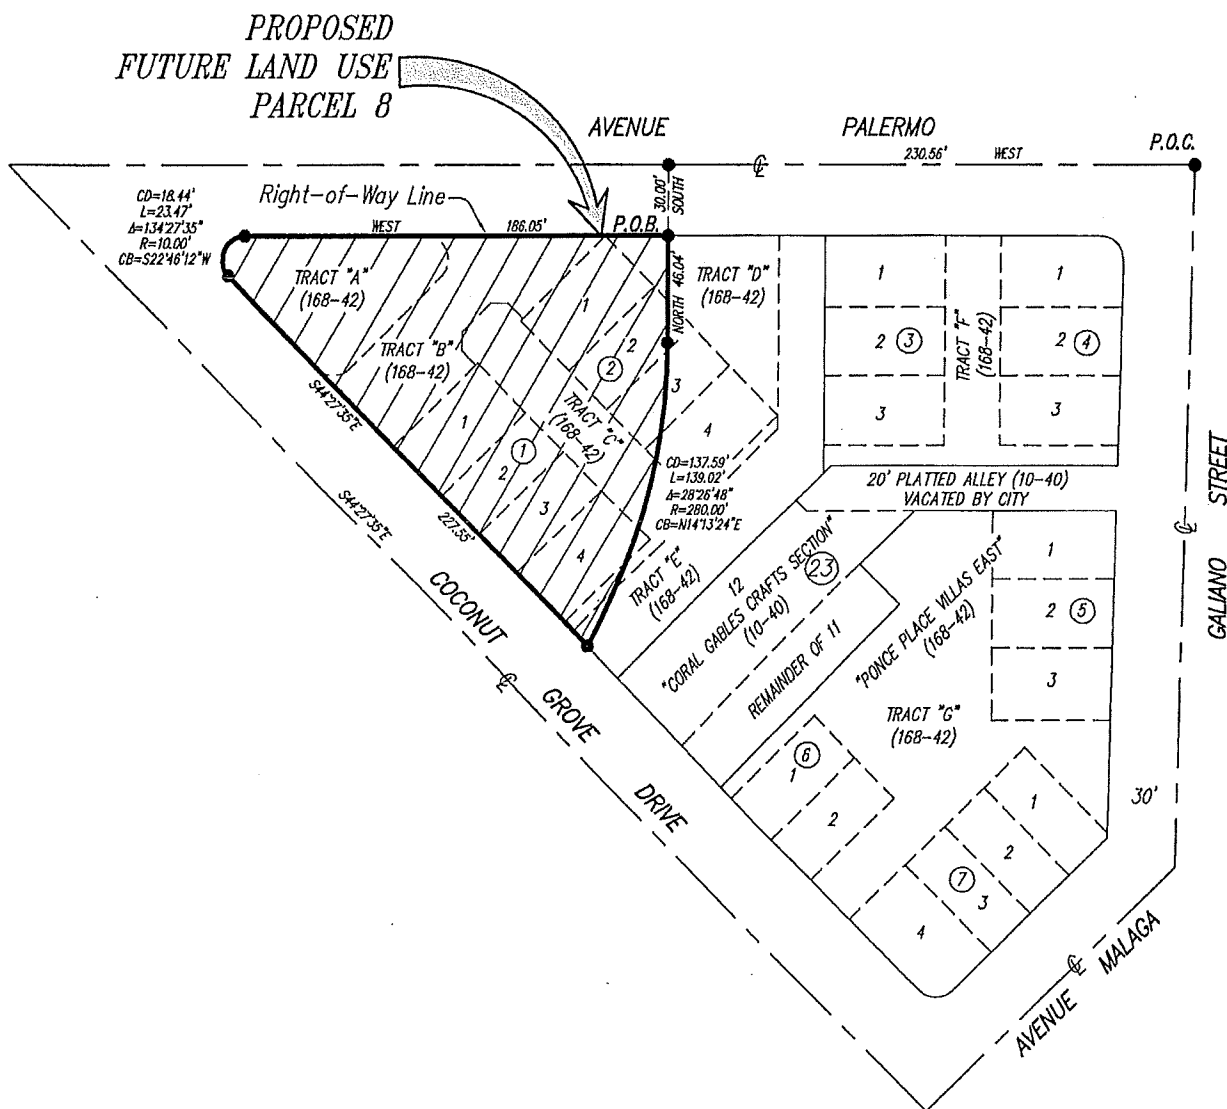 PROPOSED
FUTURE LAND USE
PARCEL 8
AVENUE
PALERMO
P.O.C.
230.56' WEST
℄
30.00'
SOUTH
CD=18.44'
L=23.47'
Δ=134°27'35"
R=10.00'
CB=S22°46'12"W
Right-of-Way Line
WEST
186.05'
P.O.B.
NORTH 46.04'
TRACT "A"
(168-42)
TRACT "B"
(168-42)
TRACT "C"
(168-42)
TRACT "D"
(168-42)
TRACT "E"
(168-42)
1
2
2
3
4
1
1
2
3
4
CD=137.59'
L=139.02'
Δ=28°26'48"
R=280.00'
CB=N14°13'24"E
S44°27'35"E
227.55'
S44°27'35"E
1
2 3
3
TRACT "F"
(168-42)
1
2 4
3
20' PLATTED ALLEY (10-40)
VACATED BY CITY
GALIANO STREET
℄
12
"CORAL GABLES CRAFTS SECTION"
(10-40)
23
REMAINDER OF 11
"PONCE PLACE VILLAS EAST"
(168-42)
TRACT "G"
(168-42)
1
2 5
3
6
1
2
1
2
7
3
4
30'
COCONUT
℄
GROVE
DRIVE
AVENUE
℄
MALAGA